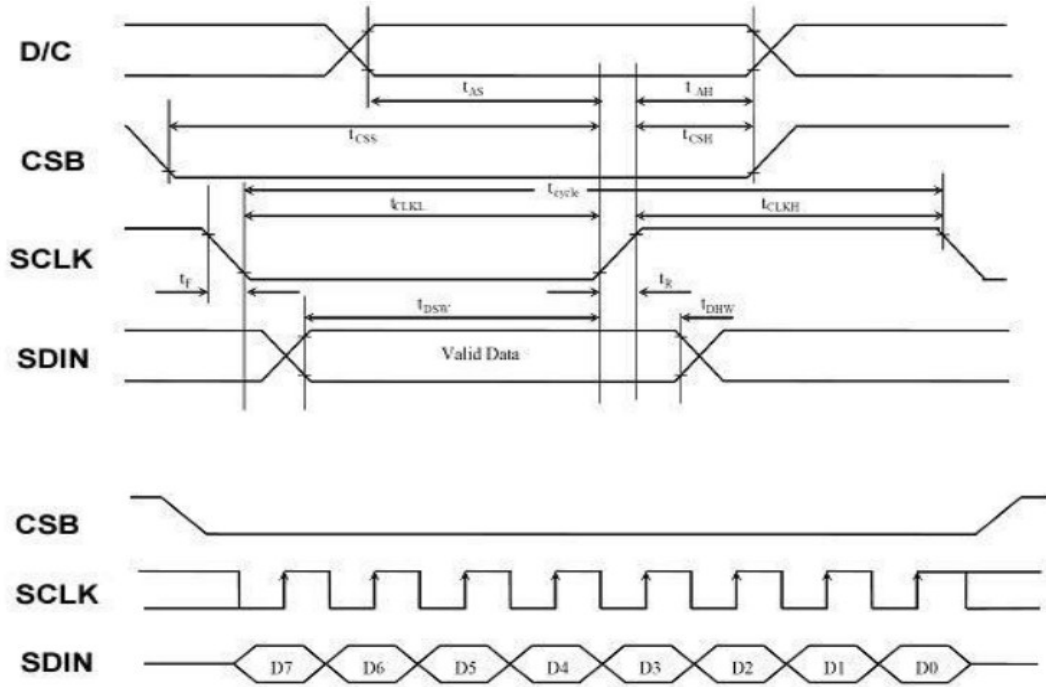 D/C
t_AS
t_AH
t_CSS
t_CSH
CSB
t_cycle
t_CLKL
t_CLKH
SCLK
t_F
t_R
t_DSW
t_DHW
SDIN
Valid Data
CSB
SCLK
SDIN
D7 D6 D5 D4 D3 D2 D1 D0